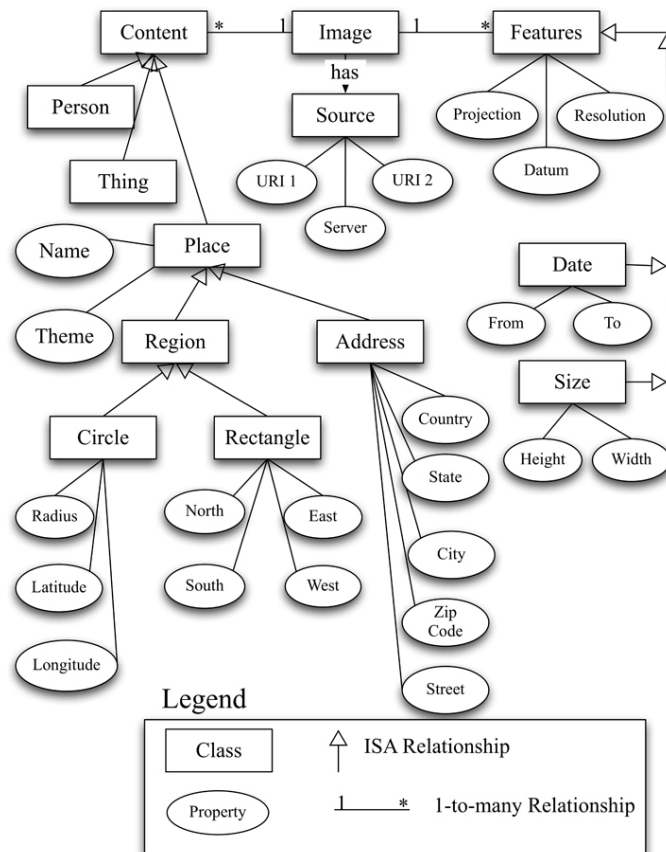 Content
*
1
Image
1
*
Features
has
Person
Projection
Resolution
Source
Thing
Datum
URI 1
URI 2
Server
Name
Place
Date
Theme
From
To
Region
Address
Size
Country
Circle
Rectangle
Height
Width
State
Radius
North
East
City
Latitude
South
West
Zip
Code
Longitude
Street
Legend
Class
ISA Relationship
Property
1
*
1-to-many Relationship